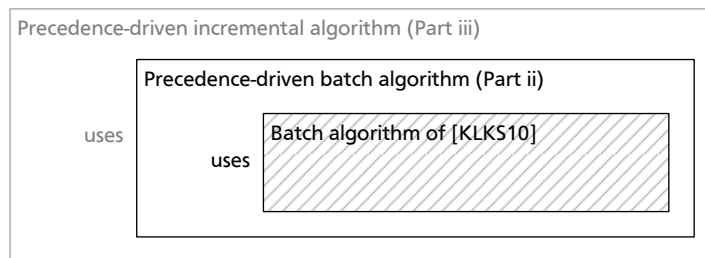 Precedence-driven incremental algorithm (Part iii)
Precedence-driven batch algorithm (Part ii)
uses
Batch algorithm of [KLKS10]
uses